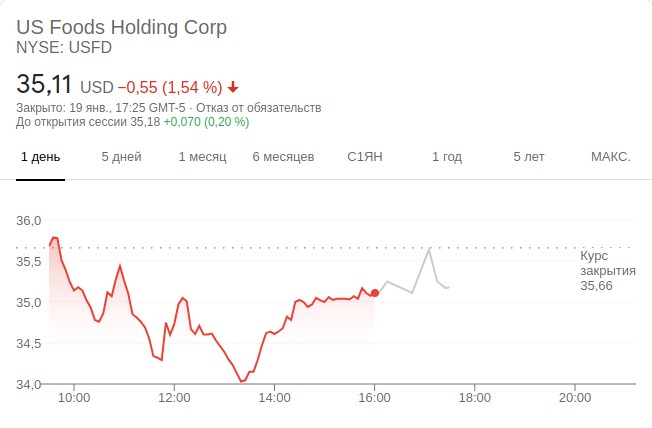 US Foods Holding Corp
NYSE: USFD
35,11 USD −0,55 (1,54 %)
Закрыто: 19 янв., 17:25 GMT-5 · Отказ от обязательств
До открытия сессии 35,18 +0,070 (0,20 %)
1 день 5 дней 1 месяц 6 месяцев С1ЯН 1 год 5 лет МАКС.
36,0
35,5
35,0
34,5
34,0
Курс
закрытия
35,66
10:00 12:00 14:00 16:00 18:00 20:00